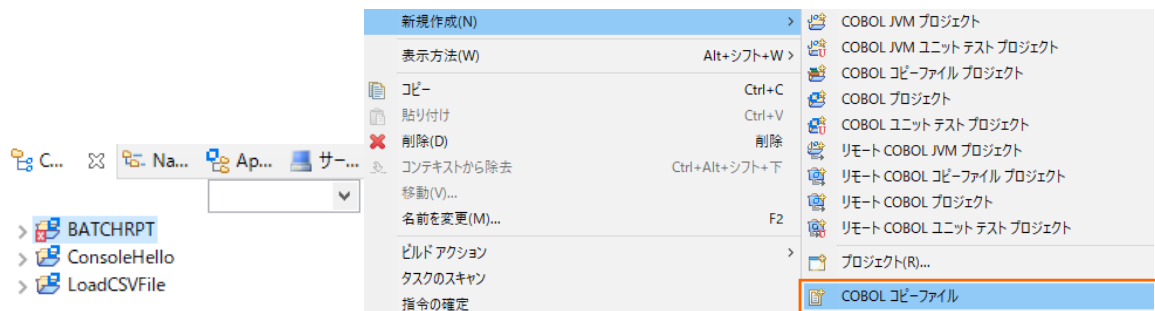 C...
Na...
Ap...
サー...
BATCHRPT
ConsoleHello
LoadCSVFile
新規作成(N)
表示方法(W) Alt+シフト+W
コピー Ctrl+C
貼り付け Ctrl+V
削除(D) 削除
コンテキストから除去 Ctrl+Alt+シフト+下
移動(V)...
名前を変更(M)... F2
ビルド アクション
タスクのスキャン
指令の確定
COBOL JVM プロジェクト
COBOL JVM ユニット テスト プロジェクト
COBOL コピーファイル プロジェクト
COBOL プロジェクト
COBOL ユニット テスト プロジェクト
リモート COBOL JVM プロジェクト
リモート COBOL コピーファイル プロジェクト
リモート COBOL プロジェクト
リモート COBOL ユニット テスト プロジェクト
プロジェクト(R)...
COBOL コピーファイル